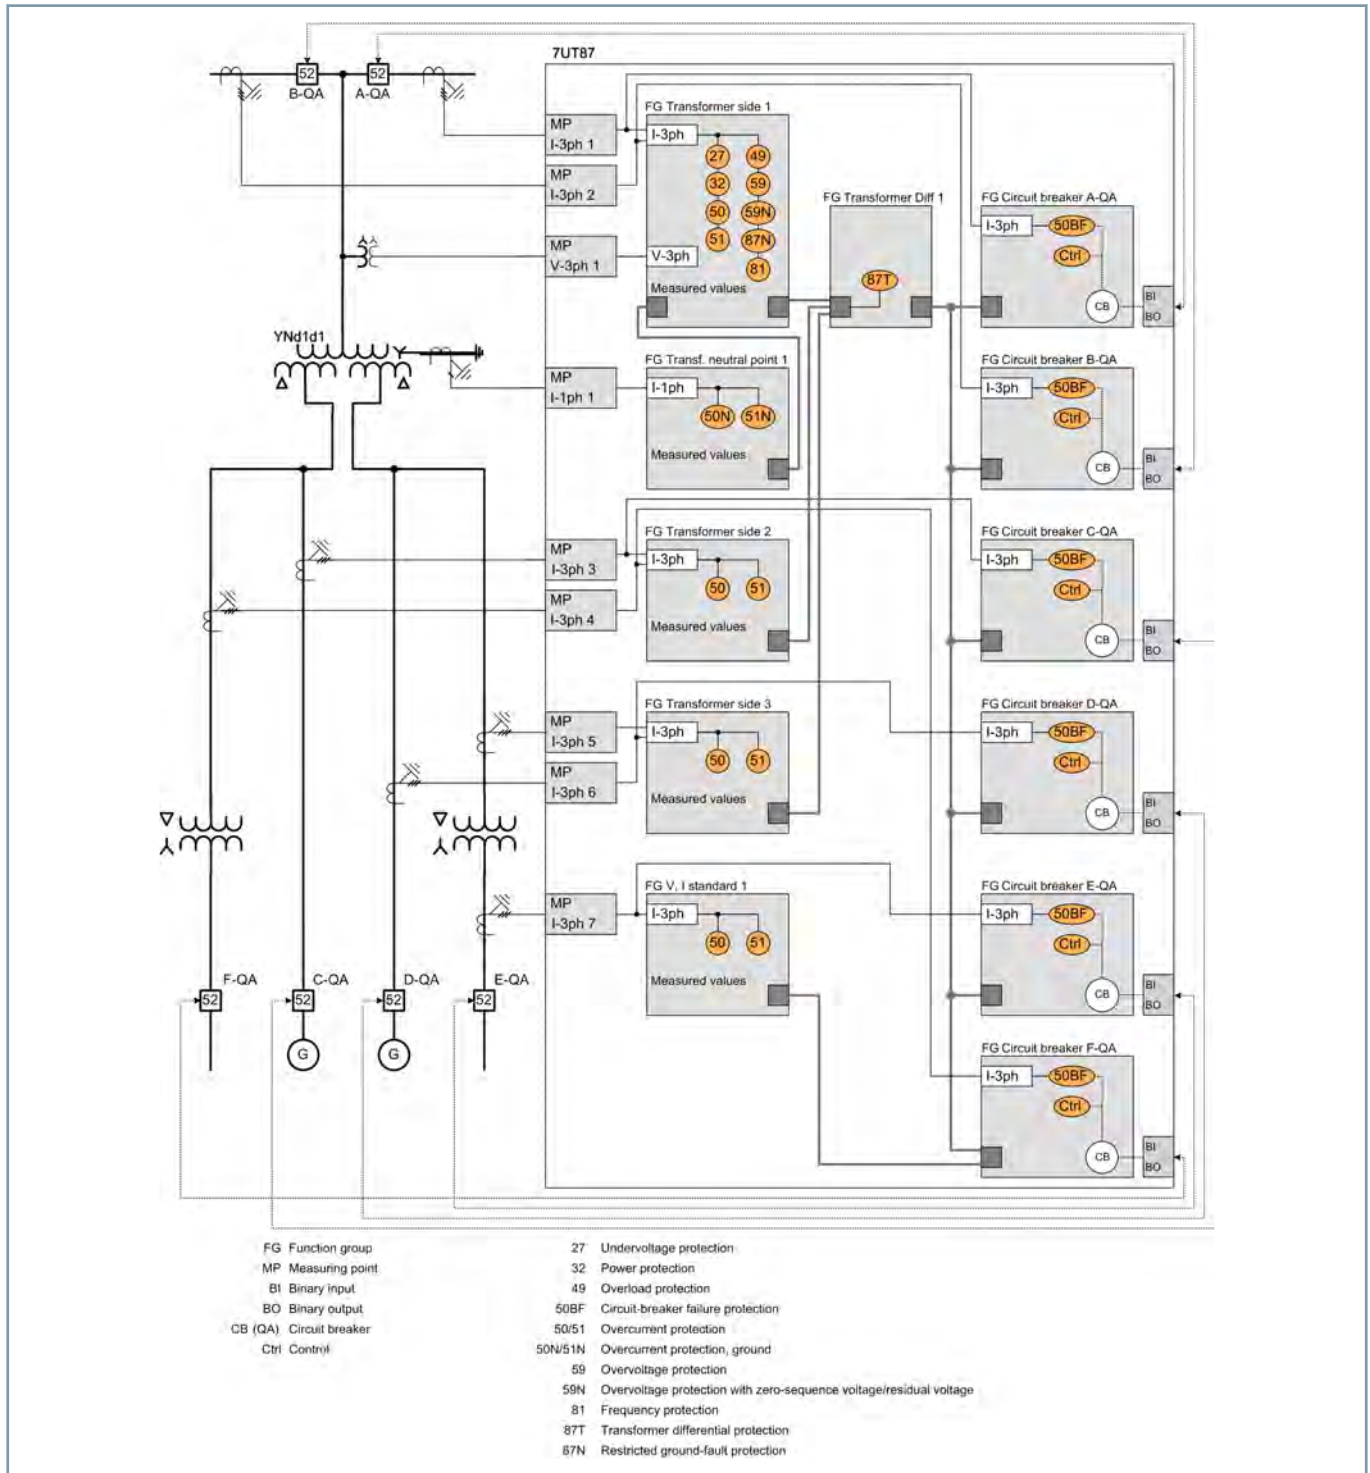 7UT87
52
52
B-QA
A-QA
MP
I-3ph 1
MP
I-3ph 2
MP
V-3ph 1
FG Transformer side 1
I-3ph
27
49
32
59
50
59N
51
87N
81
V-3ph
Measured values
FG Transformer Diff 1
87T
FG Circuit breaker A-QA
I-3ph
50BF
Ctrl
CB
BI
BO
YNd1d1
MP
I-1ph 1
FG Transf. neutral point 1
I-1ph
50N
51N
Measured values
FG Circuit breaker B-QA
I-3ph
50BF
Ctrl
CB
BI
BO
MP
I-3ph 3
MP
I-3ph 4
FG Transformer side 2
I-3ph
50
51
Measured values
FG Circuit breaker C-QA
I-3ph
50BF
Ctrl
CB
BI
BO
MP
I-3ph 5
MP
I-3ph 6
FG Transformer side 3
I-3ph
50
51
Measured values
FG Circuit breaker D-QA
I-3ph
50BF
Ctrl
CB
BI
BO
MP
I-3ph 7
FG V, I standard 1
I-3ph
50
51
Measured values
FG Circuit breaker E-QA
I-3ph
50BF
Ctrl
CB
BI
BO
F-QA
C-QA
D-QA
E-QA
52
52
52
52
G
G
FG Circuit breaker F-QA
I-3ph
50BF
Ctrl
CB
BI
BO
FG Function group
MP Measuring point
BI Binary input
BO Binary output
CB (QA) Circuit breaker
Ctrl Control
27 Undervoltage protection
32 Power protection
49 Overload protection
50BF Circuit-breaker failure protection
50/51 Overcurrent protection
50N/51N Overcurrent protection, ground
59 Overvoltage protection
59N Overvoltage protection with zero-sequence voltage/residual voltage
81 Frequency protection
87T Transformer differential protection
87N Restricted ground-fault protection